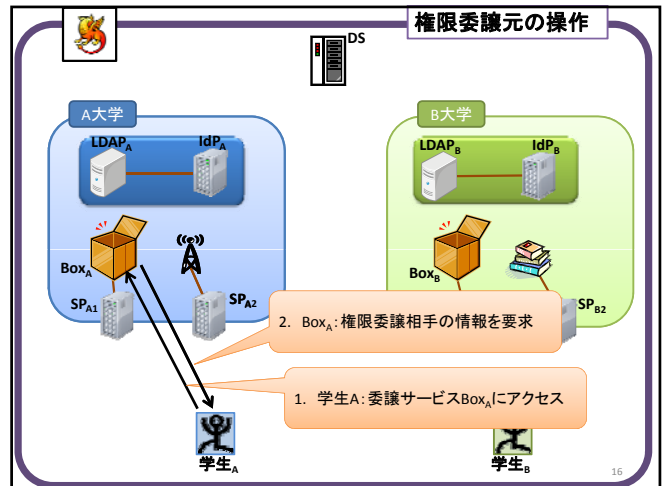 権限委譲元の操作
DS
A大学
B大学
LDAPA
IdPA
LDAPB
IdPB
BoxA
BoxB
SPA1
SPA2
SPB2
2. BoxA：権限委譲相手の情報を要求
1. 学生A：委譲サービスBoxAにアクセス
学生A
学生B
16